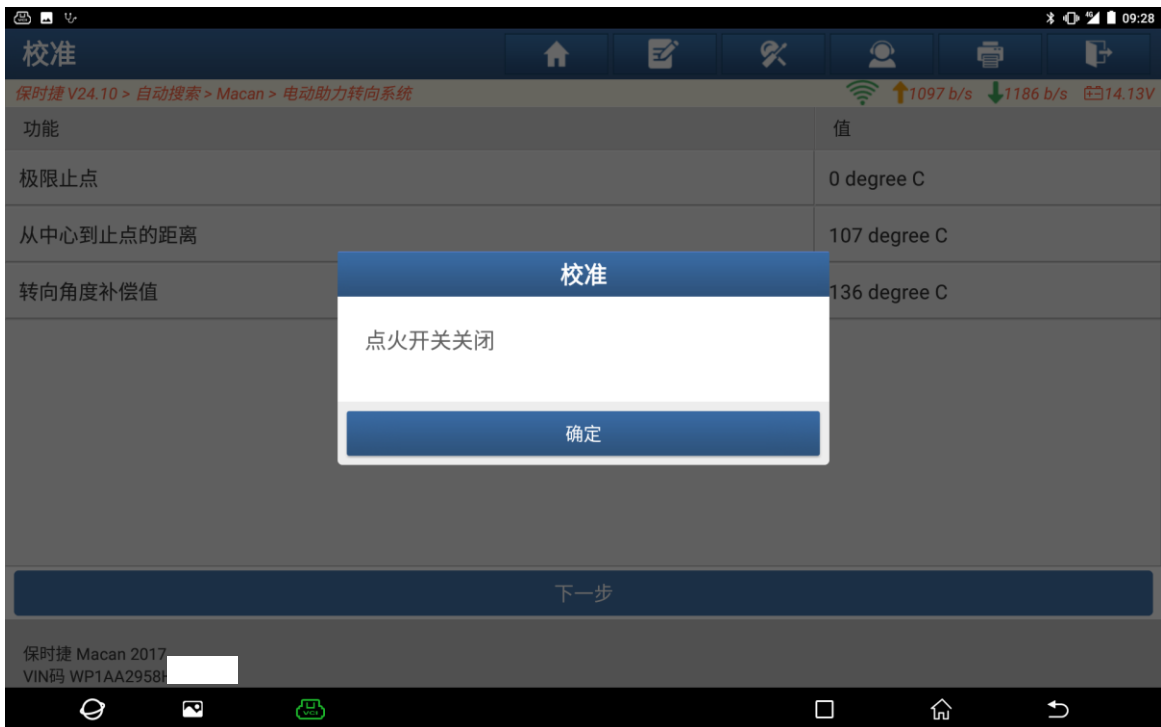 09:28
校准
保时捷 V24.10 > 自动搜索 > Macan > 电动助力转向系统
1097 b/s 1186 b/s 14.13V
功能 值
极限止点 0 degree C
从中心到止点的距离 107 degree C
转向角度补偿值 136 degree C
校准
点火开关关闭
确定
下一步
保时捷 Macan 2017
VIN码 WP1AA2958H
VCI